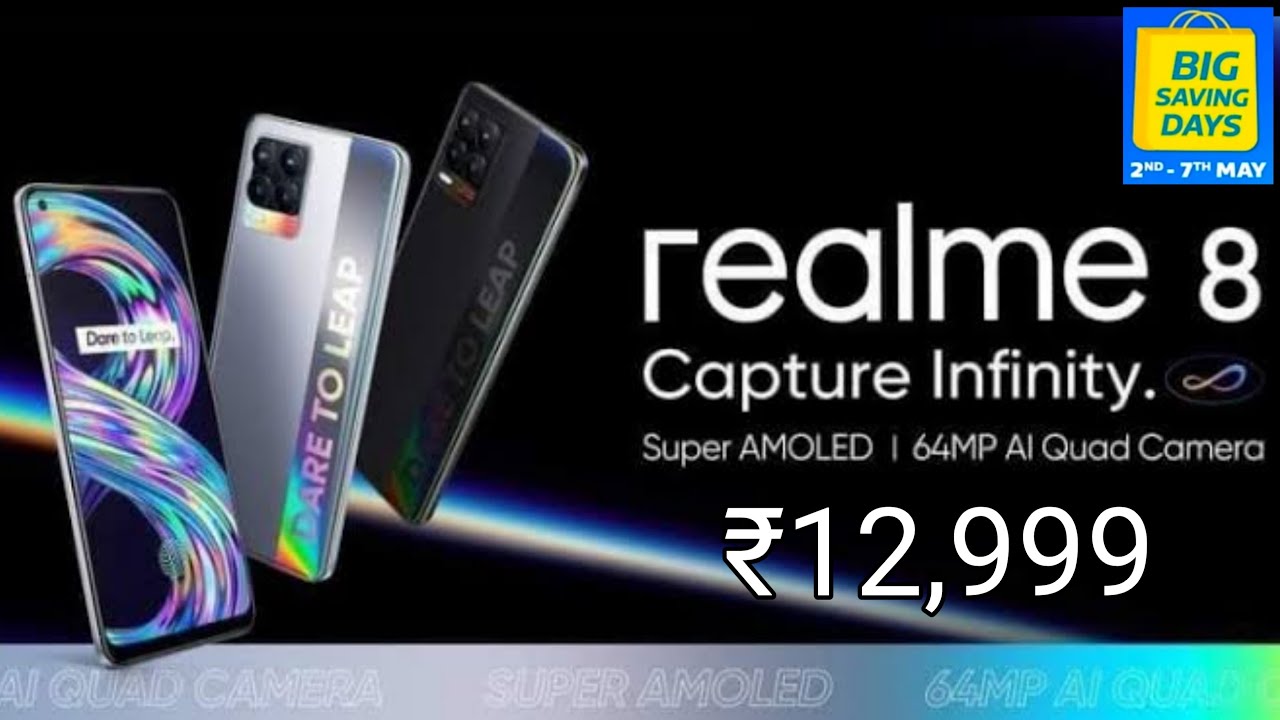 BIG
SAVING
DAYS
2ND - 7TH MAY
realme 8
Capture Infinity.
Super AMOLED | 64MP AI Quad Camera
₹12,999
Dare to Leap.
DARE TO LEAP
DARE TO LEAP
AI QUAD CAMERA SUPER AMOLED 64MP AI QUAD C